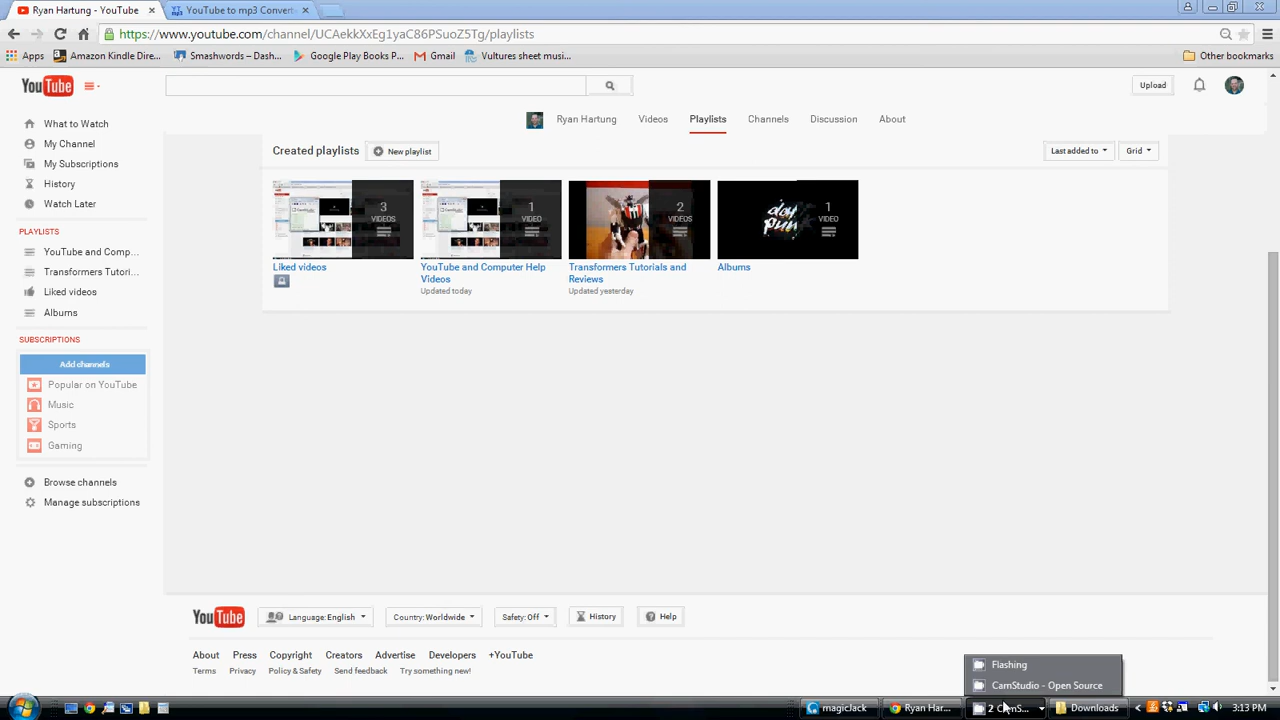 Ryan Hartung - YouTube
YouTube to mp3 Convert
https://www.youtube.com/channel/UCAekkXxEg1yaC86PSuoZ5Tg/playlists
Apps
Amazon Kindle Dire...
Smashwords – Dash...
Google Play Books P...
Gmail
Vultures sheet musi...
Other bookmarks
YouTube
Upload
Ryan Hartung
Videos
Playlists
Channels
Discussion
About
What to Watch
My Channel
My Subscriptions
History
Watch Later
PLAYLISTS
YouTube and Comp...
Transformers Tutori...
Liked videos
Albums
SUBSCRIPTIONS
Add channels
Popular on YouTube
Music
Sports
Gaming
Browse channels
Manage subscriptions
Created playlists
New playlist
Last added to
Grid
3
VIDEOS
1
VIDEO
2
VIDEOS
1
VIDEO
Liked videos
YouTube and Computer Help
Videos
Updated today
Transformers Tutorials and
Reviews
Updated yesterday
Albums
YouTube
Language: English
Country: Worldwide
Safety: Off
History
Help
About
Press
Copyright
Creators
Advertise
Developers
+YouTube
Terms
Privacy
Policy & Safety
Send feedback
Try something new!
Flashing
CamStudio - Open Source
magicJack
Ryan Har...
2 CamS...
Downloads
3:13 PM